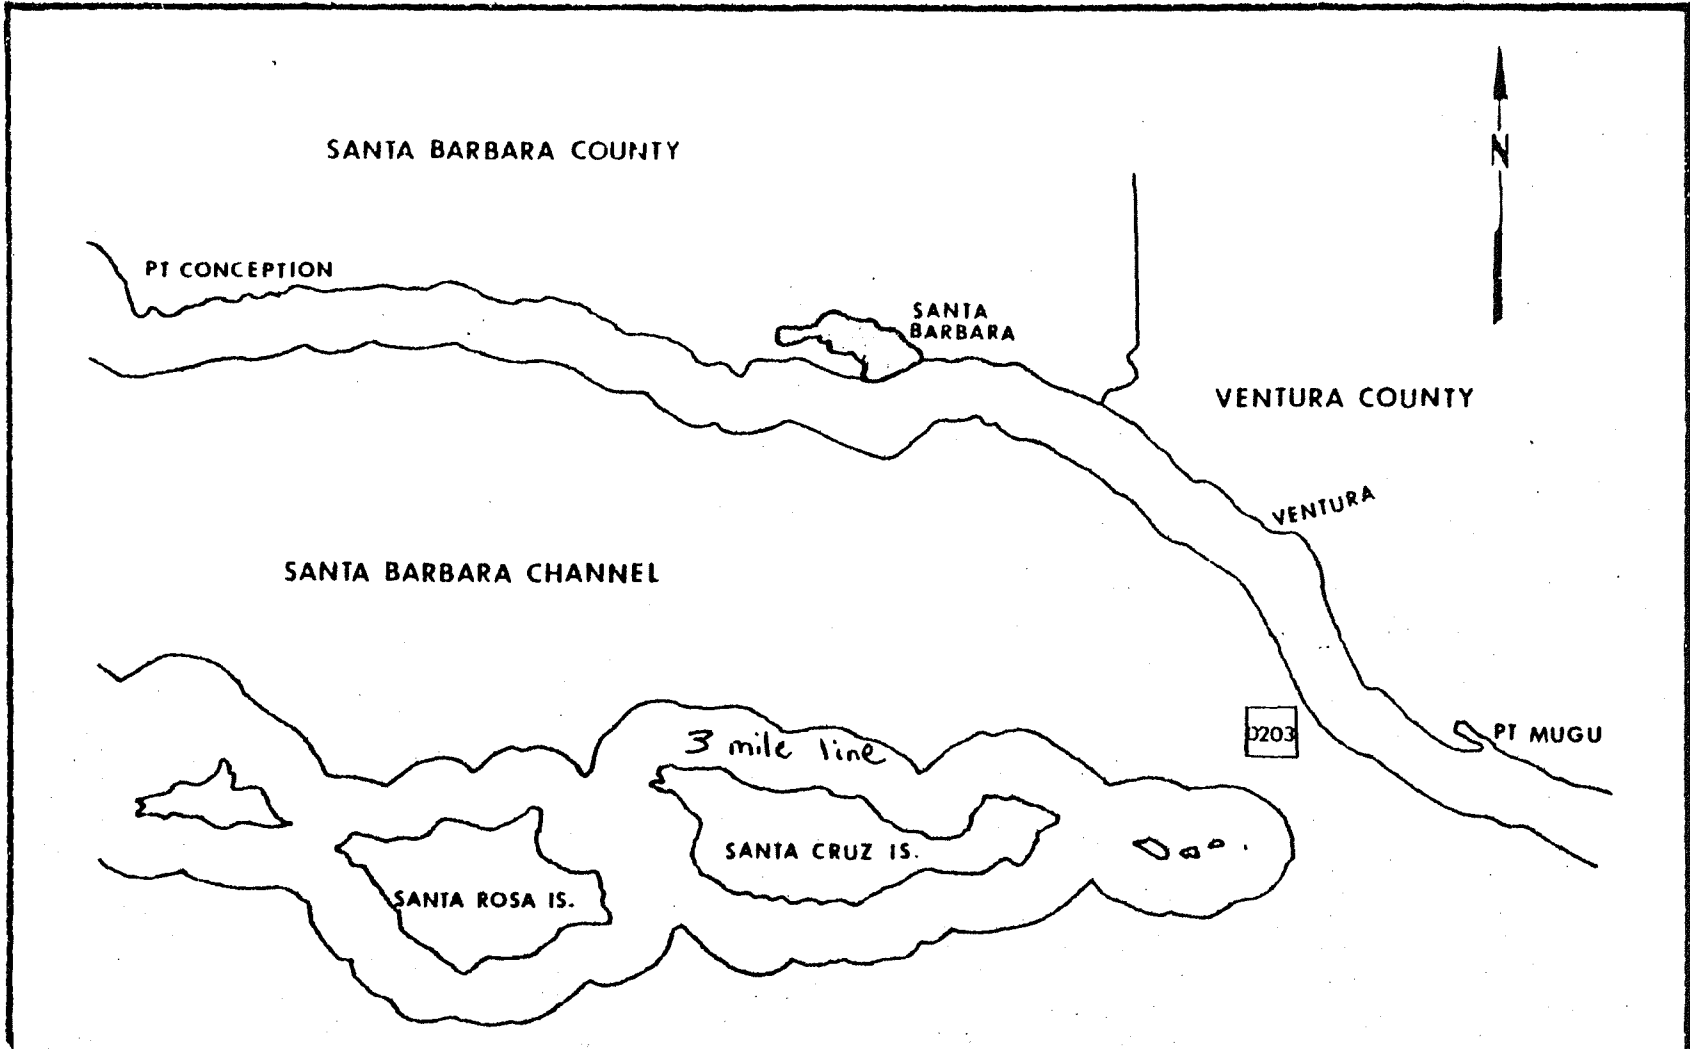 N
SANTA BARBARA COUNTY
PT CONCEPTION
SANTA
BARBARA
VENTURA COUNTY
VENTURA
SANTA BARBARA CHANNEL
0203
PT MUGU
3 mile line
SANTA CRUZ IS.
SANTA ROSA IS.